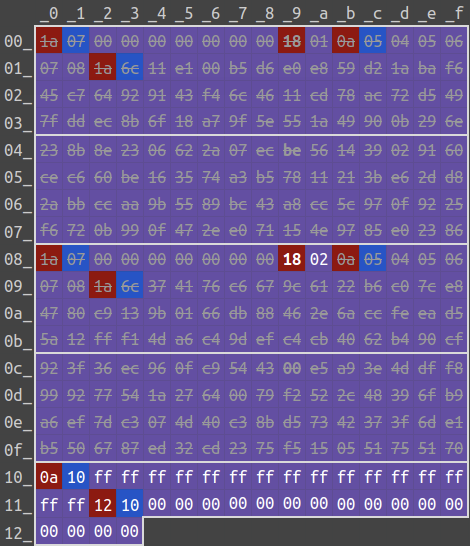 _0 _1 _2 _3 _4 _5 _6 _7 _8 _9 _a _b _c _d _e _f
00_ 1a 07 00 00 00 00 00 00 00 18 01 0a 05 04 05 06
01_ 07 08 1a 6c 11 e1 00 b5 d6 e0 e8 59 d2 1a ba f6
02_ 45 c7 64 92 91 43 f4 6c 46 11 cd 78 ac 72 d5 49
03_ 7f dd ec 8b 6f 18 a7 9f 5e 55 1a 49 90 0b 29 6e
04_ 23 8b 8e 23 06 62 2a 07 ec be 56 14 39 02 91 60
05_ ce c6 60 be 16 35 74 a3 b5 78 11 21 3b e6 2d d8
06_ 2a bb cc aa 9b 55 89 bc 43 a8 cc 5c 97 0f 92 25
07_ f6 72 0b 99 0f 47 2e e0 71 15 4e 97 85 e0 23 86
08_ 1a 07 00 00 00 00 00 00 00 18 02 0a 05 04 05 06
09_ 07 08 1a 6c 37 41 76 c6 67 9c 61 22 b6 c0 7c e8
0a_ 47 80 c9 13 9b 01 66 db 88 46 2e 6a cc fe ea d5
0b_ 5a 12 ff f1 4d a6 c4 9d ef c4 cb 40 62 b4 90 cf
0c_ 92 3f 36 ec 96 0f c9 54 43 00 e5 a9 3e 4d df f8
0d_ 99 92 77 54 1a 27 64 00 79 f2 52 2c 48 39 6f b9
0e_ a6 ef 7d c3 07 4d 40 c3 8b d5 73 42 37 3f 6d e1
0f_ b5 50 67 87 ed 32 cd 23 75 f5 15 05 51 75 51 70
10_ 0a 10 ff ff ff ff ff ff ff ff ff ff ff ff ff ff
11_ ff ff 12 10 00 00 00 00 00 00 00 00 00 00 00 00
12_ 00 00 00 00